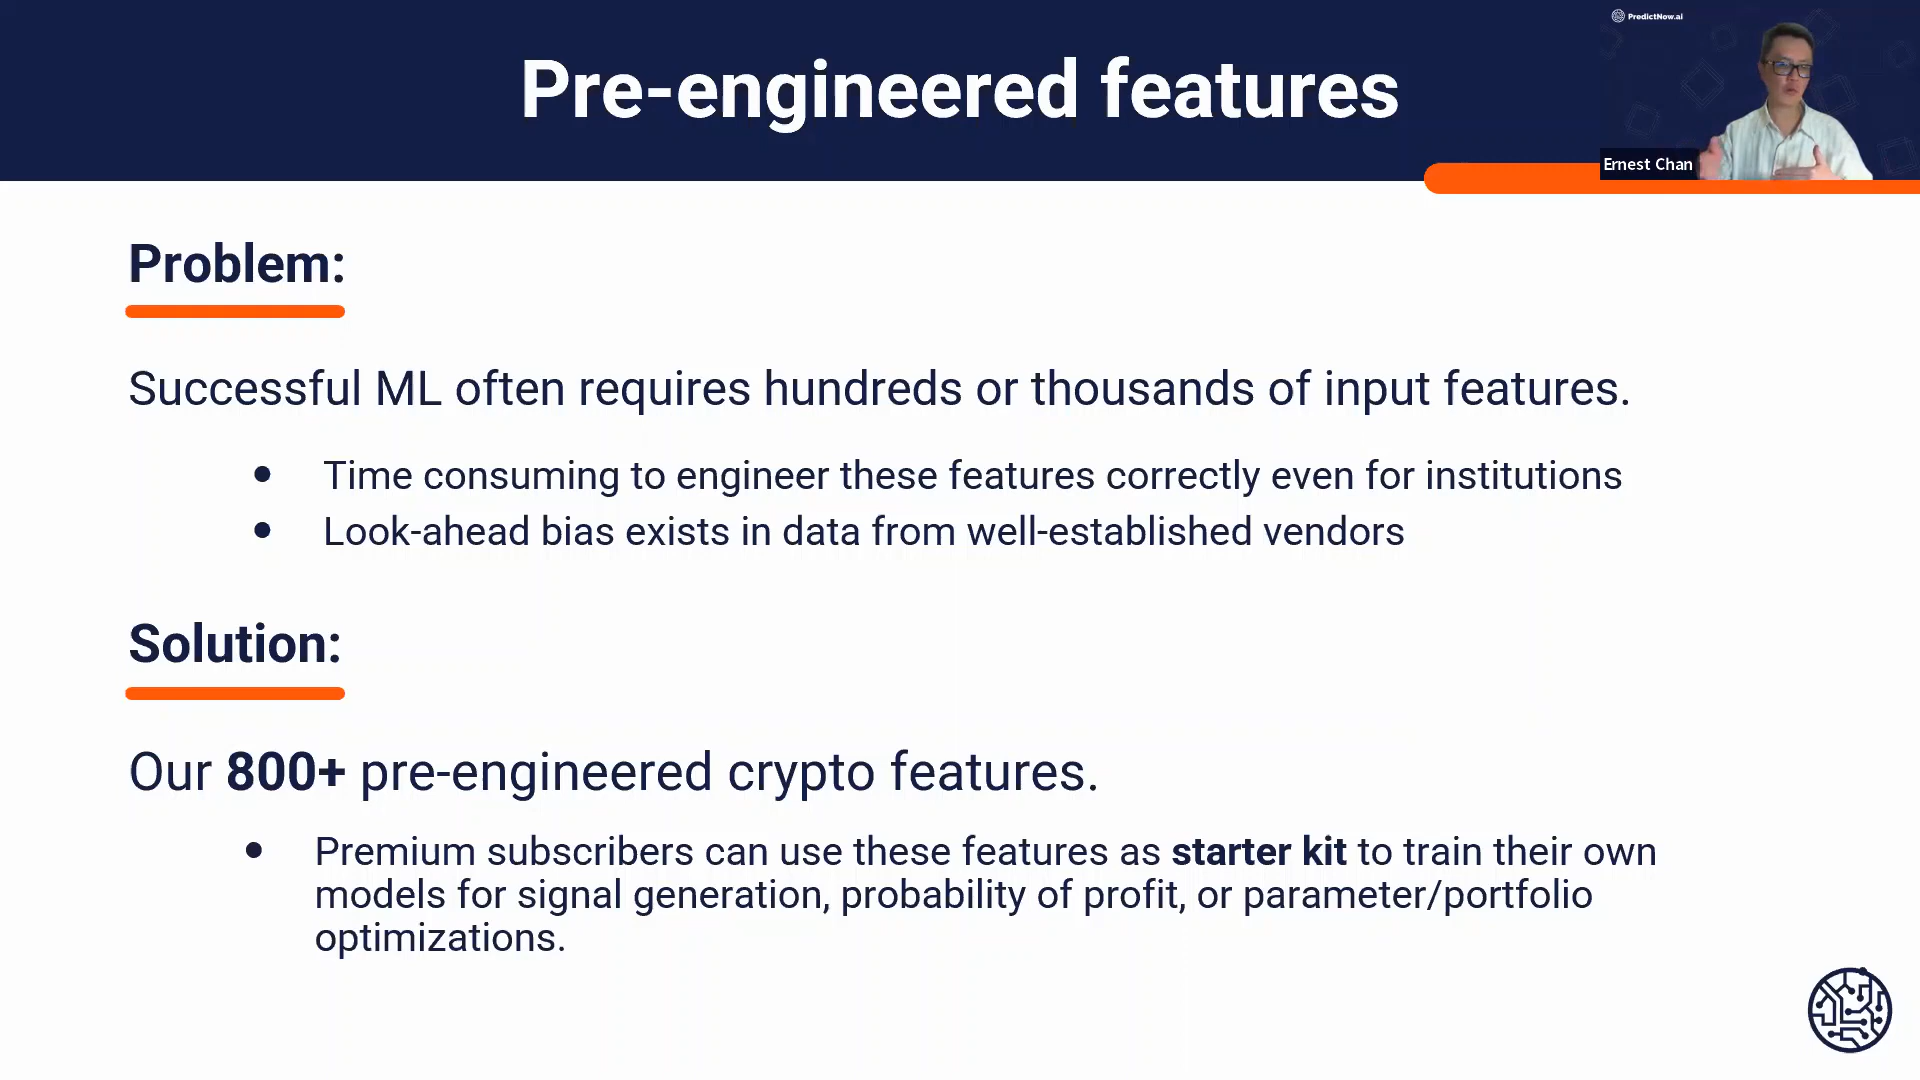 Pre-engineered features
PredictNow.ai
Ernest Chan
Problem:
Successful ML often requires hundreds or thousands of input features.
● Time consuming to engineer these features correctly even for institutions
● Look-ahead bias exists in data from well-established vendors
Solution:
Our 800+ pre-engineered crypto features.
● Premium subscribers can use these features as starter kit to train their own
models for signal generation, probability of profit, or parameter/portfolio
optimizations.